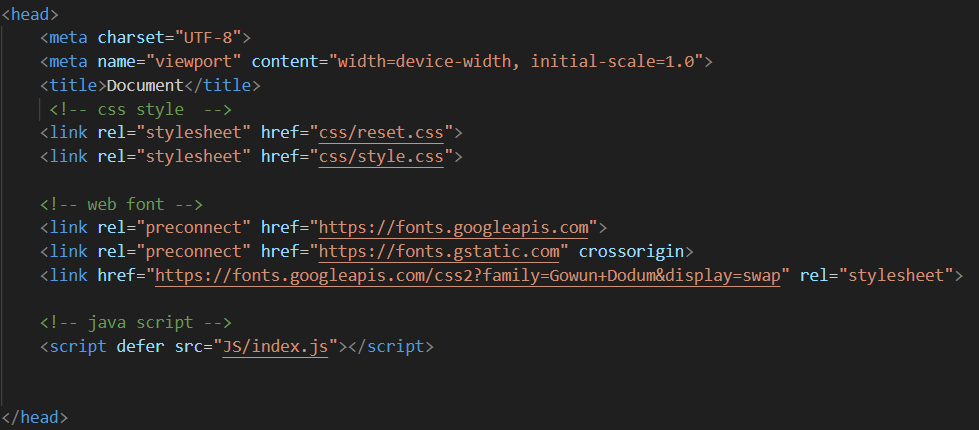 <head>
<meta charset="UTF-8">
<meta name="viewport" content="width=device-width, initial-scale=1.0">
<title>Document</title>
<!-- css style  -->
<link rel="stylesheet" href="css/reset.css">
<link rel="stylesheet" href="css/style.css">
<!-- web font -->
<link rel="preconnect" href="https://fonts.googleapis.com">
<link rel="preconnect" href="https://fonts.gstatic.com" crossorigin>
<link href="https://fonts.googleapis.com/css2?family=Gowun+Dodum&display=swap" rel="stylesheet">
<!-- java script -->
<script defer src="JS/index.js"></script>
</head>